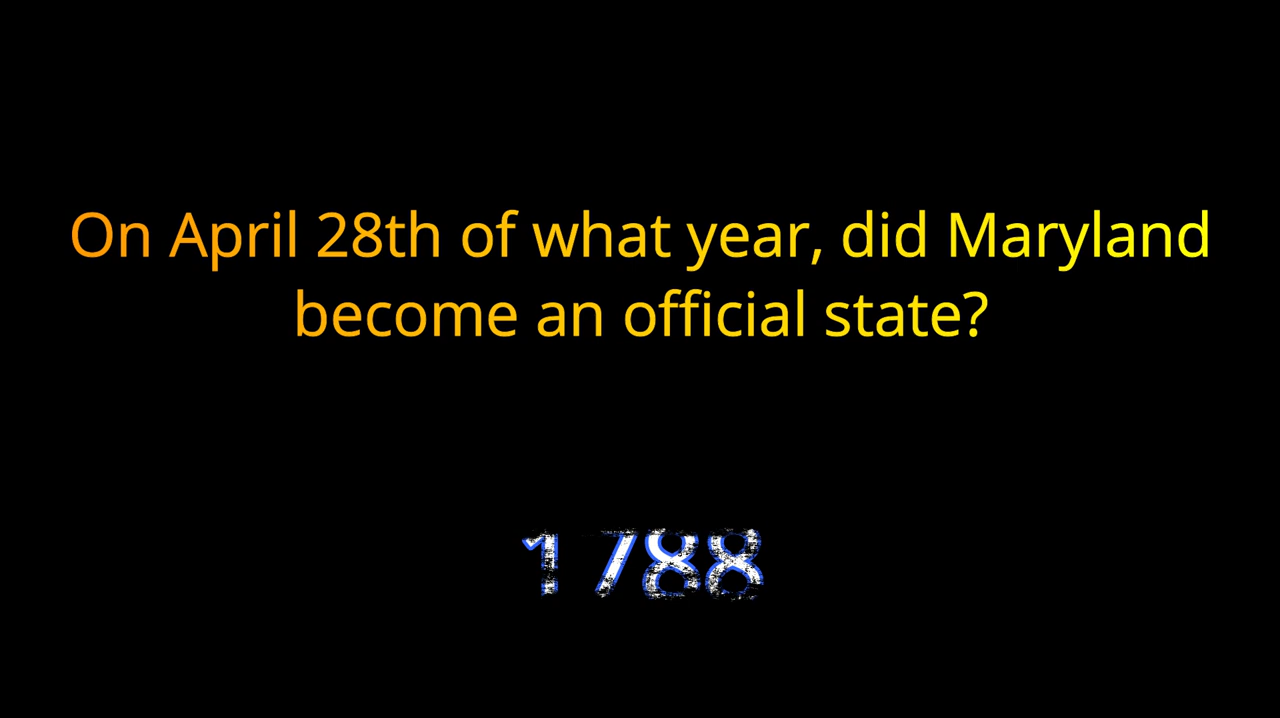 On April 28th of what year, did Maryland
become an official state?
1788